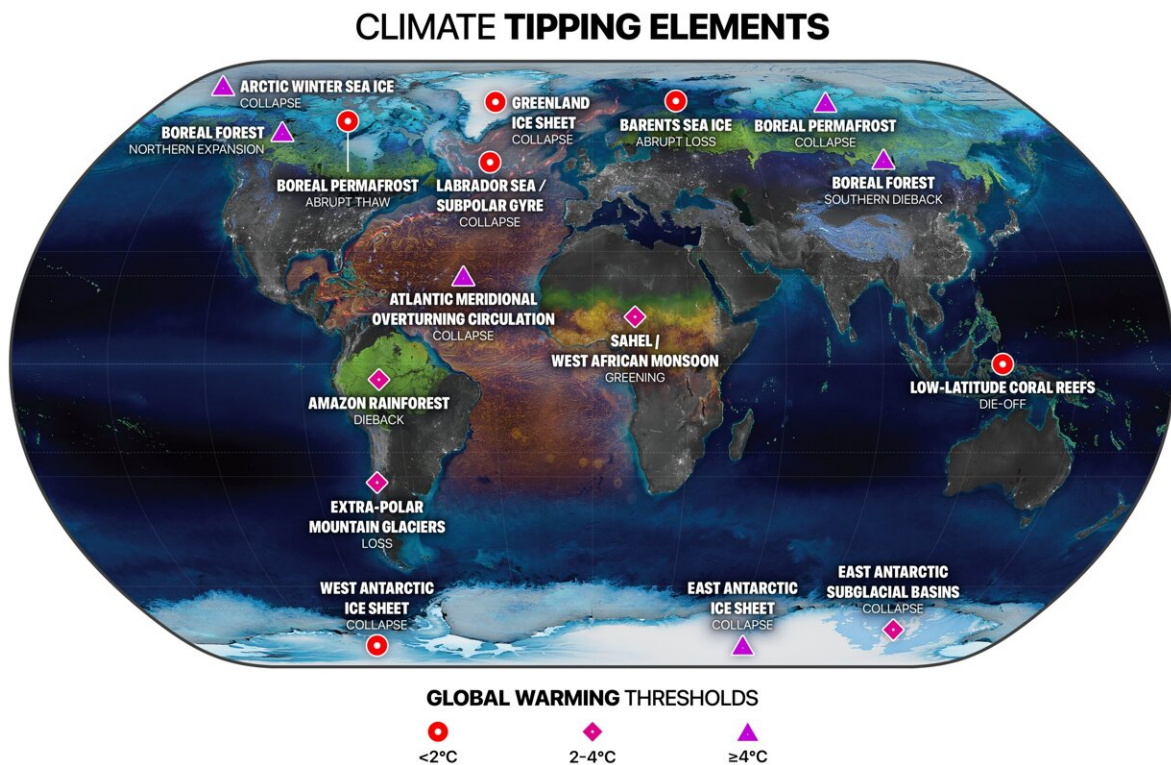 CLIMATE TIPPING ELEMENTS
ARCTIC WINTER SEA ICE
COLLAPSE
BOREAL FOREST
NORTHERN EXPANSION
BOREAL PERMAFROST
ABRUPT THAW
GREENLAND
ICE SHEET
COLLAPSE
LABRADOR SEA /
SUBPOLAR GYRE
COLLAPSE
BARENTS SEA ICE
ABRUPT LOSS
BOREAL PERMAFROST
COLLAPSE
BOREAL FOREST
SOUTHERN DIEBACK
ATLANTIC MERIDIONAL
OVERTURNING CIRCULATION
COLLAPSE
SAHEL /
WEST AFRICAN MONSOON
GREENING
LOW-LATITUDE CORAL REEFS
DIE-OFF
AMAZON RAINFOREST
DIEBACK
EXTRA-POLAR
MOUNTAIN GLACIERS
LOSS
WEST ANTARCTIC
ICE SHEET
COLLAPSE
EAST ANTARCTIC
ICE SHEET
COLLAPSE
EAST ANTARCTIC
SUBGLACIAL BASINS
COLLAPSE
GLOBAL WARMING THRESHOLDS
<2°C
2-4°C
≥4°C